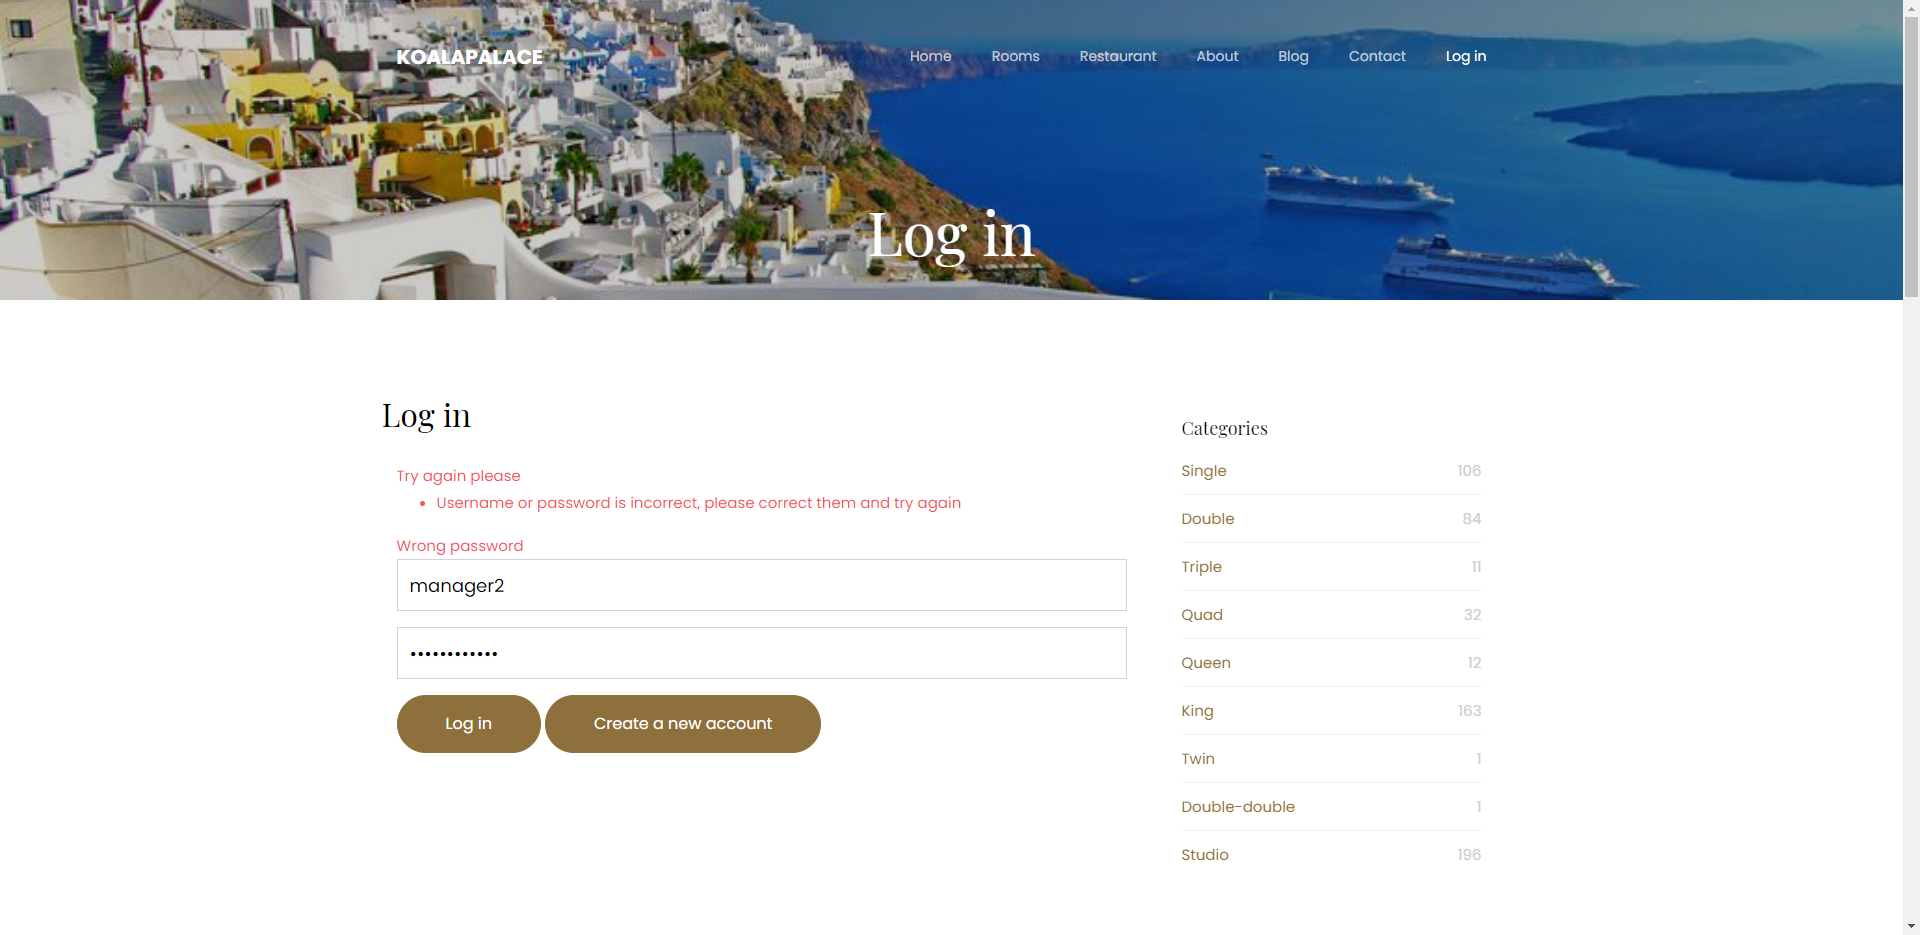 KOALAPALACE
Home Rooms Restaurant About Blog Contact Log in
Log in
Log in
Try again please
Username or password is incorrect, please correct them and try again
Wrong password
manager2
••••••••••••
Log in Create a new account
Categories
Single 106
Double 84
Triple 11
Quad 32
Queen 12
King 163
Twin 1
Double-double 1
Studio 196